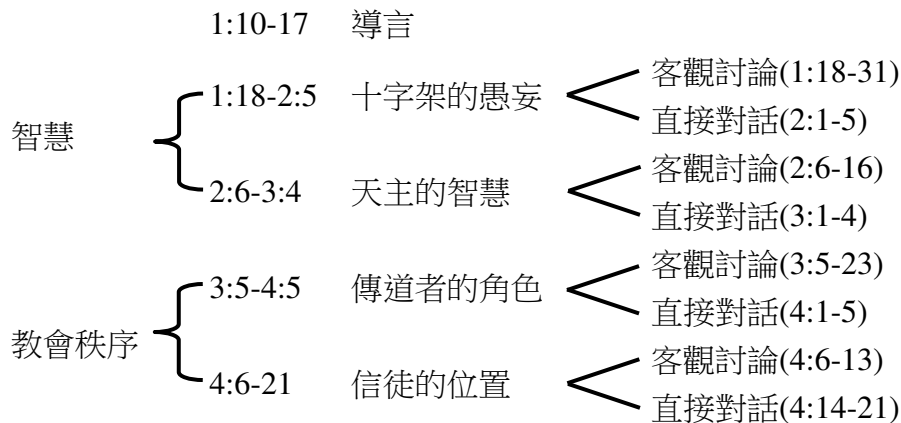 1:10-17 導言
智慧
1:18-2:5 十字架的愚妄
客觀討論(1:18-31)
直接對話(2:1-5)
2:6-3:4 天主的智慧
客觀討論(2:6-16)
直接對話(3:1-4)
教會秩序
3:5-4:5 傳道者的角色
客觀討論(3:5-23)
直接對話(4:1-5)
4:6-21 信徒的位置
客觀討論(4:6-13)
直接對話(4:14-21)